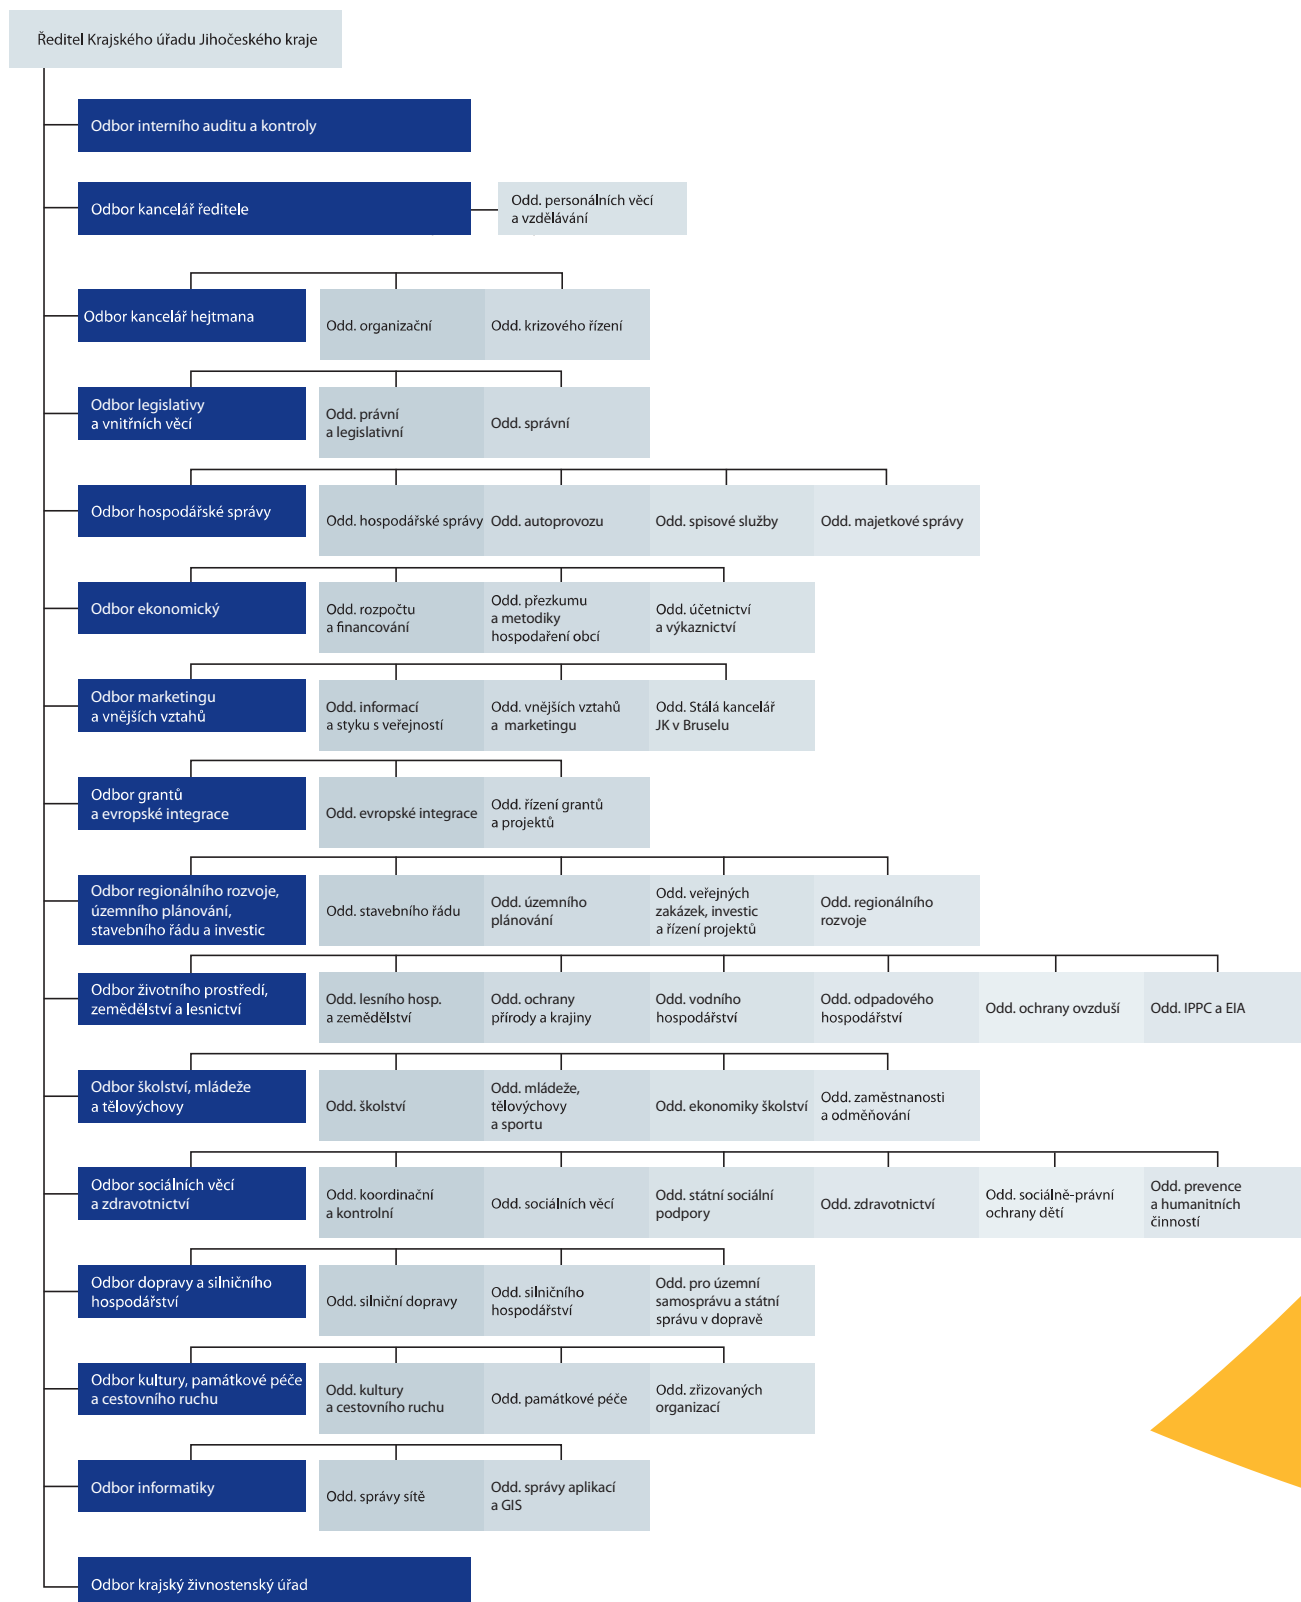 Ředitel Krajského úřadu Jihočeského kraje
Odbor interního auditu a kontroly
Odbor kancelář ředitele
Odd. personálních věcí
a vzdělávání
Odbor kancelář hejtmana
Odd. organizační
Odd. krizového řízení
Odbor legislativy
a vnitřních věcí
Odd. právní
a legislativní
Odd. správní
Odbor hospodářské správy
Odd. hospodářské správy
Odd. autoprovozu
Odd. spisové služby
Odd. majetkové správy
Odbor ekonomický
Odd. rozpočtu
a financování
Odd. přezkumu
a metodiky
hospodaření obcí
Odd. účetnictví
a výkaznictví
Odbor marketingu
a vnějších vztahů
Odd. informací
a styku s veřejností
Odd. vnějších vztahů
a marketingu
Odd. Stálá kancelář
JK v Bruselu
Odbor grantů
a evropské integrace
Odd. evropské integrace
Odd. řízení grantů
a projektů
Odbor regionálního rozvoje,
územního plánování,
stavebního řádu a investic
Odd. stavebního řádu
Odd. územního
plánování
Odd. veřejných
zakázek, investic
a řízení projektů
Odd. regionálního
rozvoje
Odbor životního prostředí,
zemědělství a lesnictví
Odd. lesního hosp.
a zemědělství
Odd. ochrany
přírody a krajiny
Odd. vodního
hospodářství
Odd. odpadového
hospodářství
Odd. ochrany ovzduší
Odd. IPPC a EIA
Odbor školství, mládeže
a tělovýchovy
Odd. školství
Odd. mládeže,
tělovýchovy
a sportu
Odd. ekonomiky školství
Odd. zaměstnanosti
a odměňování
Odbor sociálních věcí
a zdravotnictví
Odd. koordinační
a kontrolní
Odd. sociálních věcí
Odd. státní sociální
podpory
Odd. zdravotnictví
Odd. sociálně-právní
ochrany dětí
Odd. prevence
a humanitních
činností
Odbor dopravy a silničního
hospodářství
Odd. silniční dopravy
Odd. silničního
hospodářství
Odd. pro územní
samosprávu a státní
správu v dopravě
Odbor kultury, památkové péče
a cestovního ruchu
Odd. kultury
a cestovního ruchu
Odd. památkové péče
Odd. zřizovaných
organizací
Odbor informatiky
Odd. správy sítě
Odd. správy aplikací
a GIS
Odbor krajský živnostenský úřad